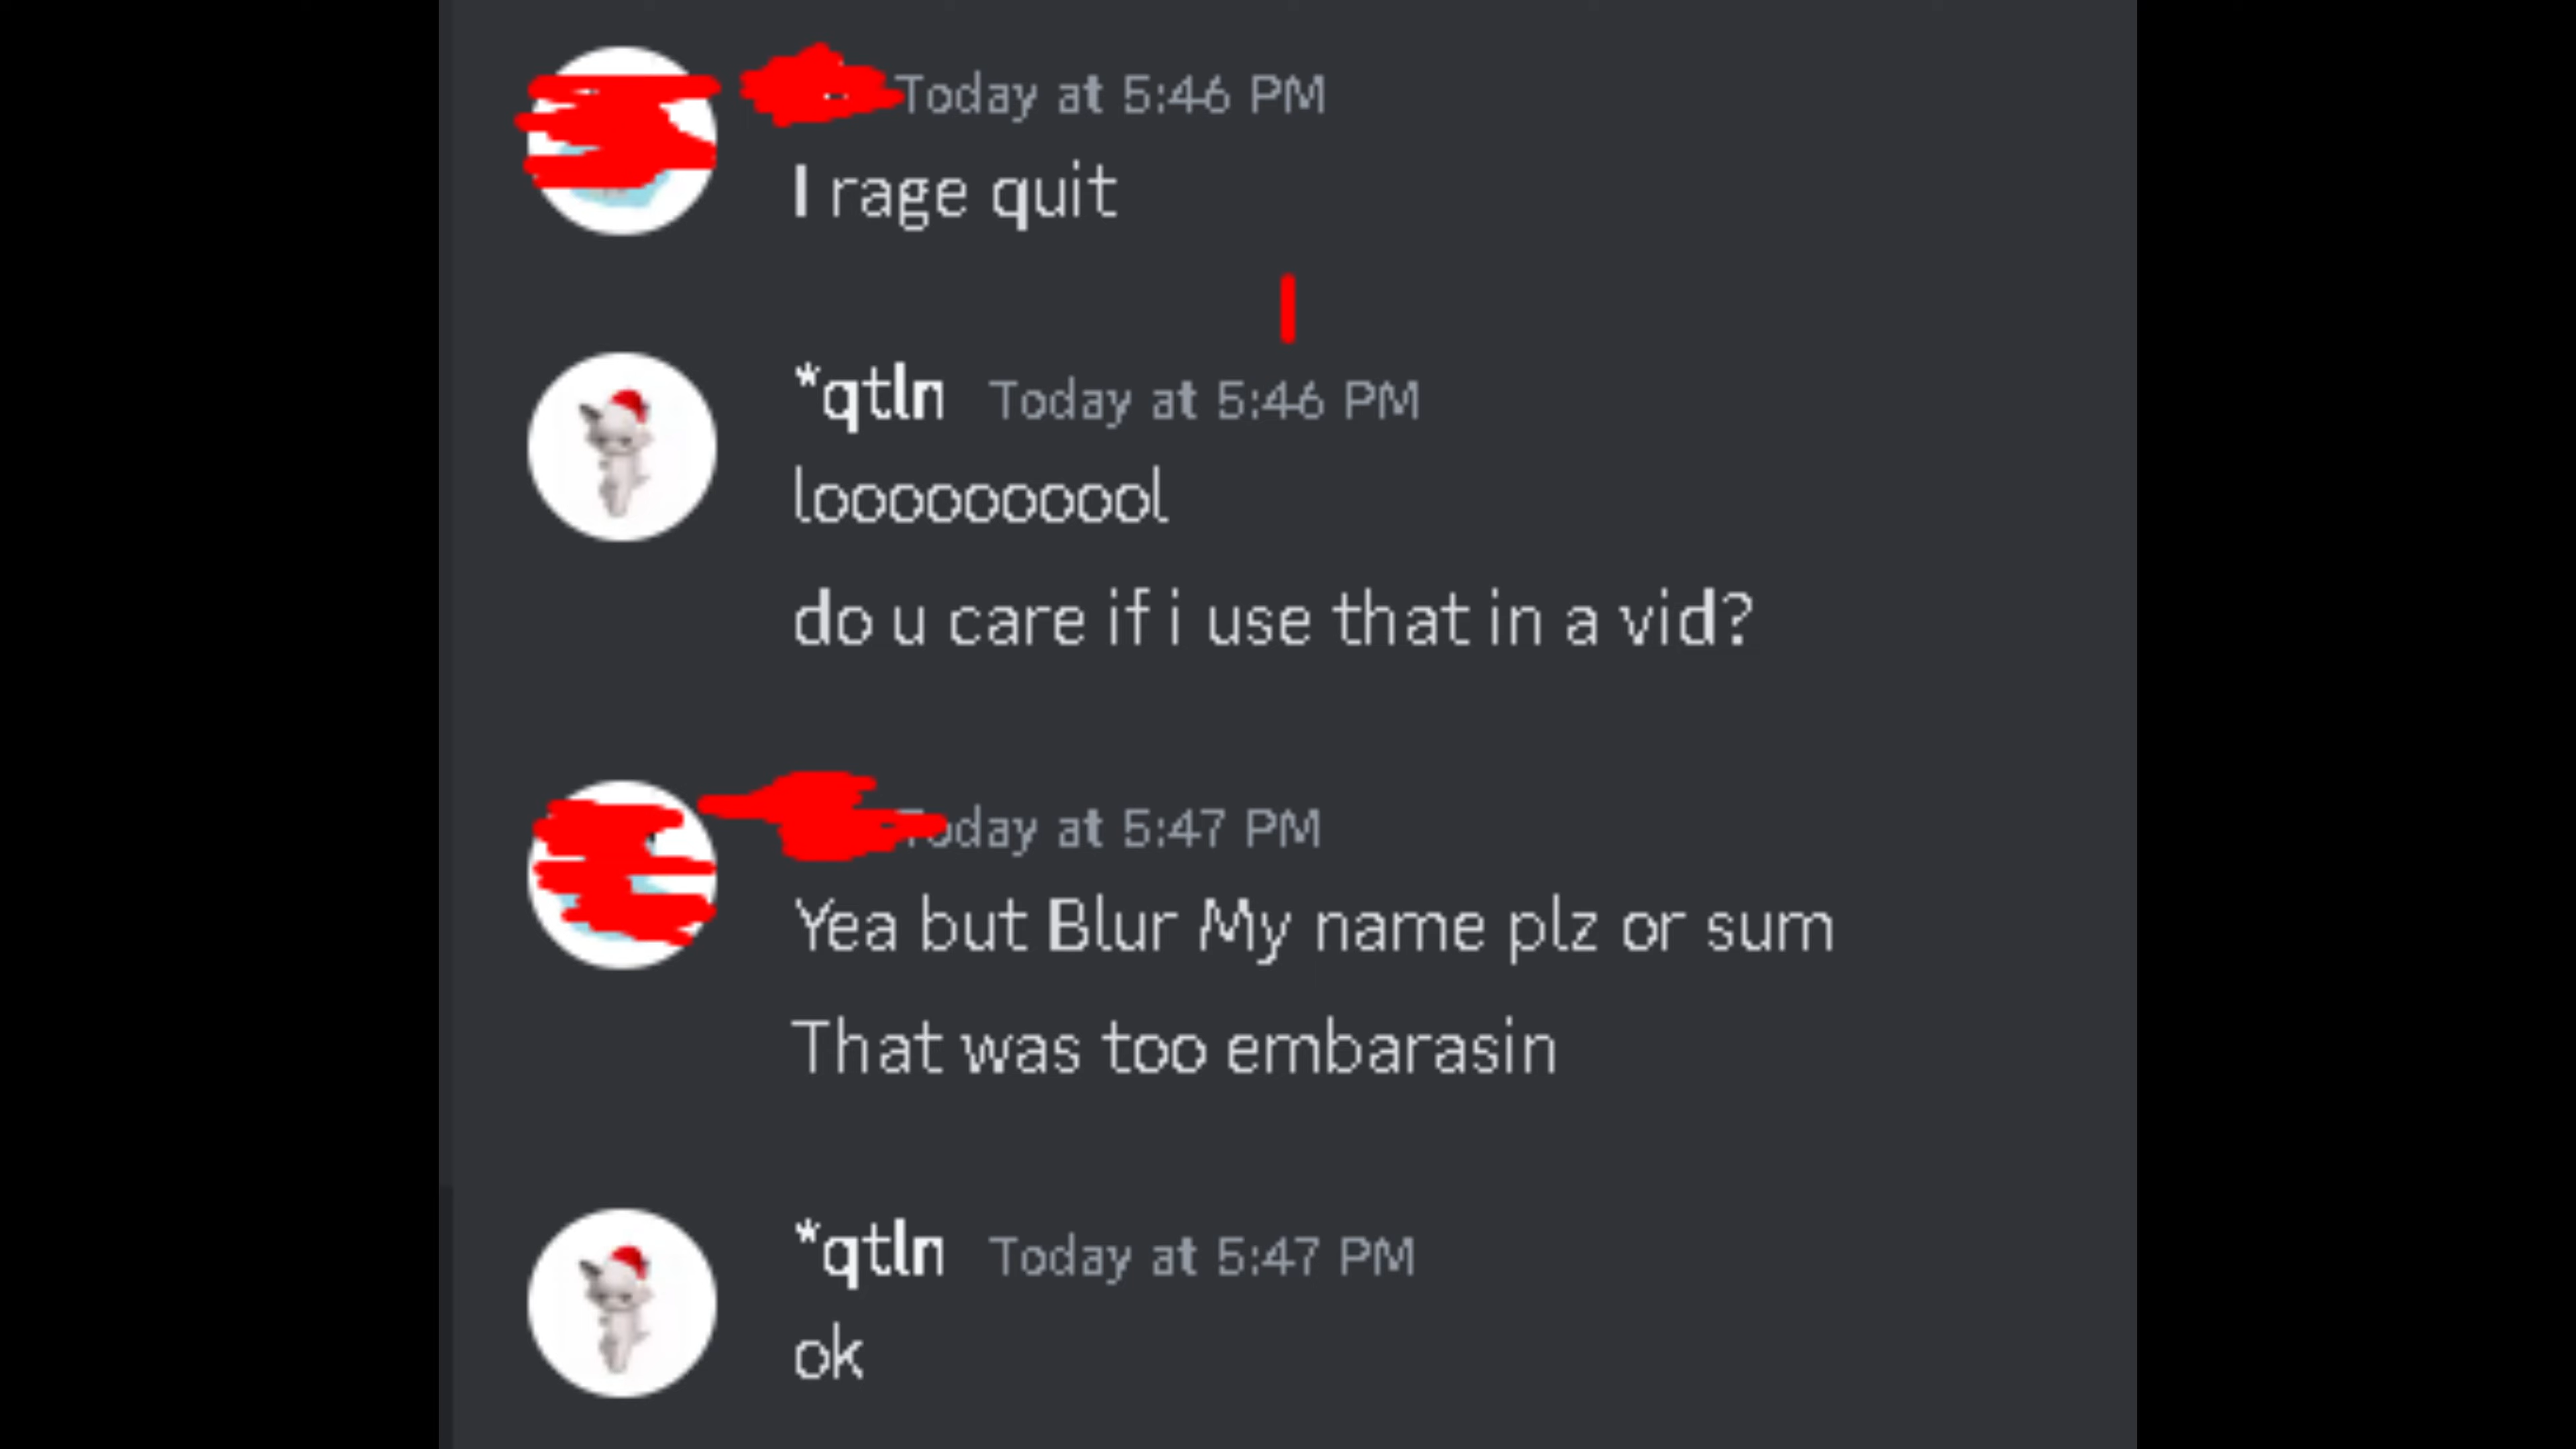 Today at 5:46 PM
I rage quit
*qtln Today at 5:46 PM
loooooooool
do u care if i use that in a vid?
Today at 5:47 PM
Yea but Blur My name plz or sum
That was too embarasin
*qtln Today at 5:47 PM
ok